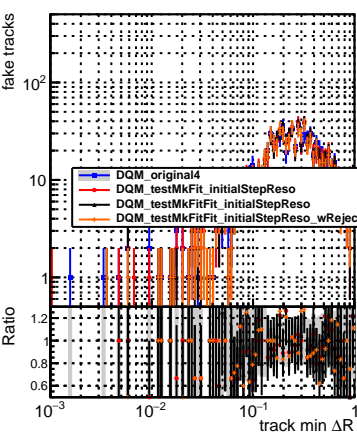 fake tracks
10²
10
1
DQM_original4
DQM_testMkFit_initialStepReso
DQM_testMkFitFit_initialStepReso
DQM_testMkFitFit_initialStepReso_wRejec
Ratio
1.2
1
0.8
0.6
10⁻³ 10⁻² 10⁻¹ 1
track min ΔR